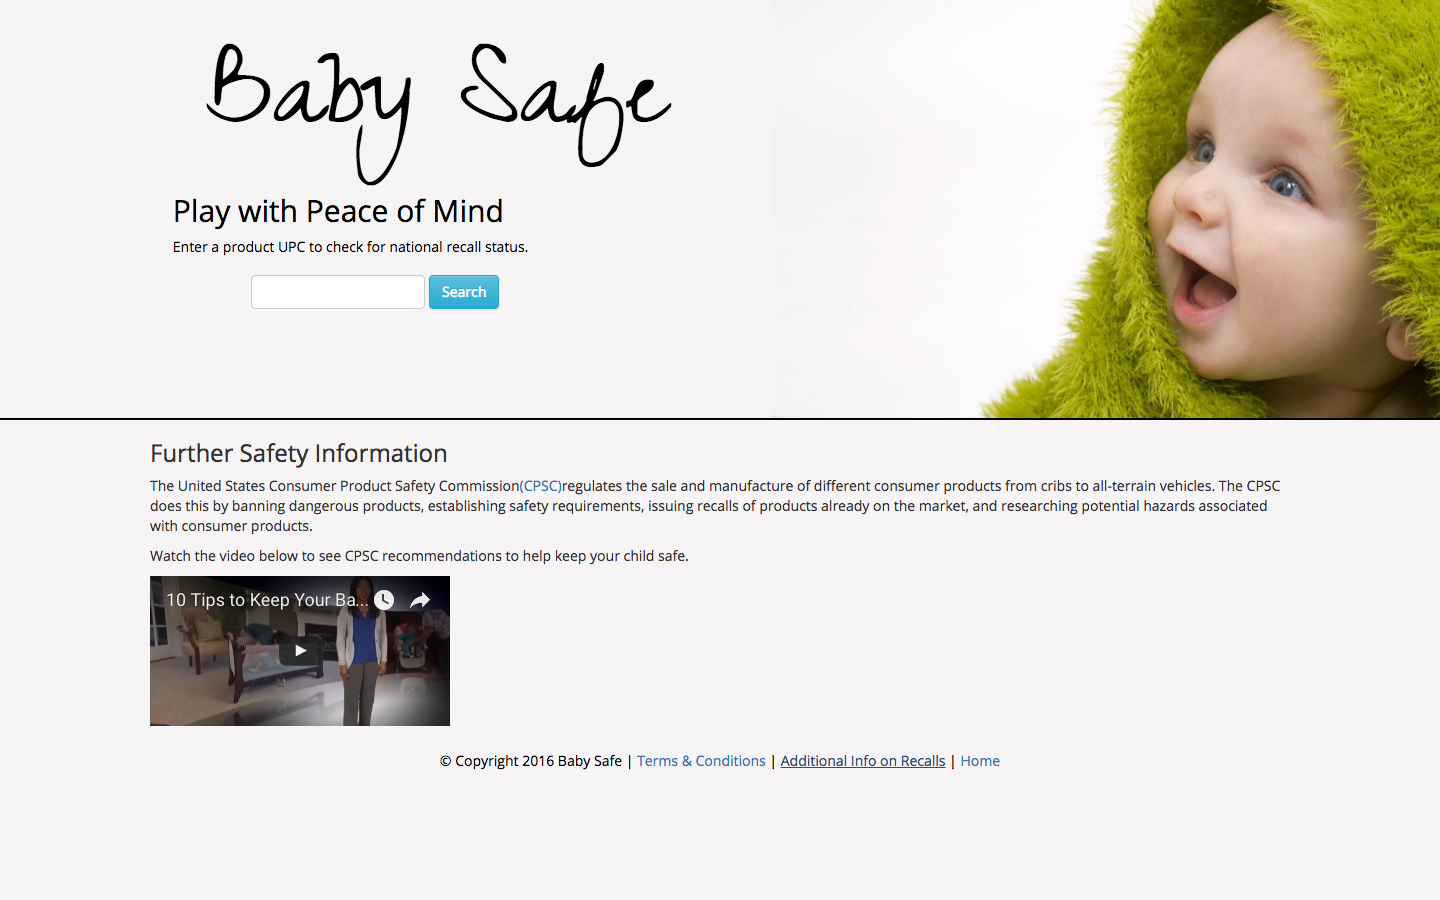 Baby Safe
Play with Peace of Mind
Enter a product UPC to check for national recall status.
Search
Further Safety Information
The United States Consumer Product Safety Commission(CPSC)regulates the sale and manufacture of different consumer products from cribs to all-terrain vehicles. The CPSC
does this by banning dangerous products, establishing safety requirements, issuing recalls of products already on the market, and researching potential hazards associated
with consumer products.
Watch the video below to see CPSC recommendations to help keep your child safe.
10 Tips to Keep Your Ba...
© Copyright 2016 Baby Safe | Terms & Conditions | Additional Info on Recalls | Home